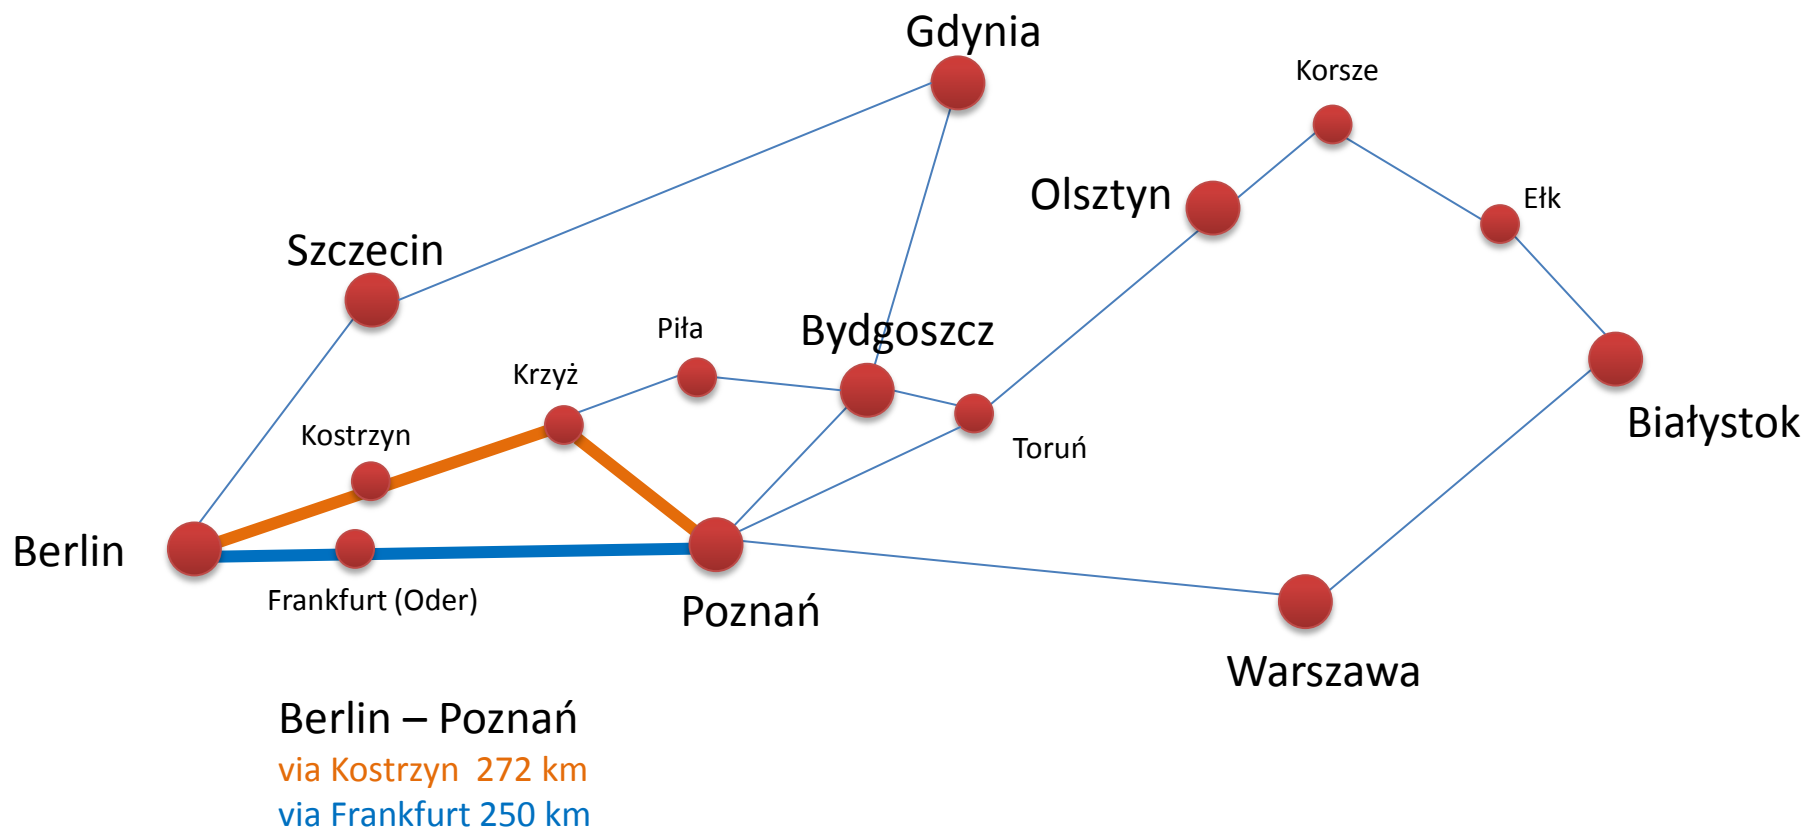 Gdynia
Korsze
Olsztyn
Ełk
Szczecin
Piła
Bydgoszcz
Krzyż
Białystok
Kostrzyn
Toruń
Berlin
Frankfurt (Oder)
Poznań
Warszawa
Berlin – Poznań
via Kostrzyn 272 km
via Frankfurt 250 km